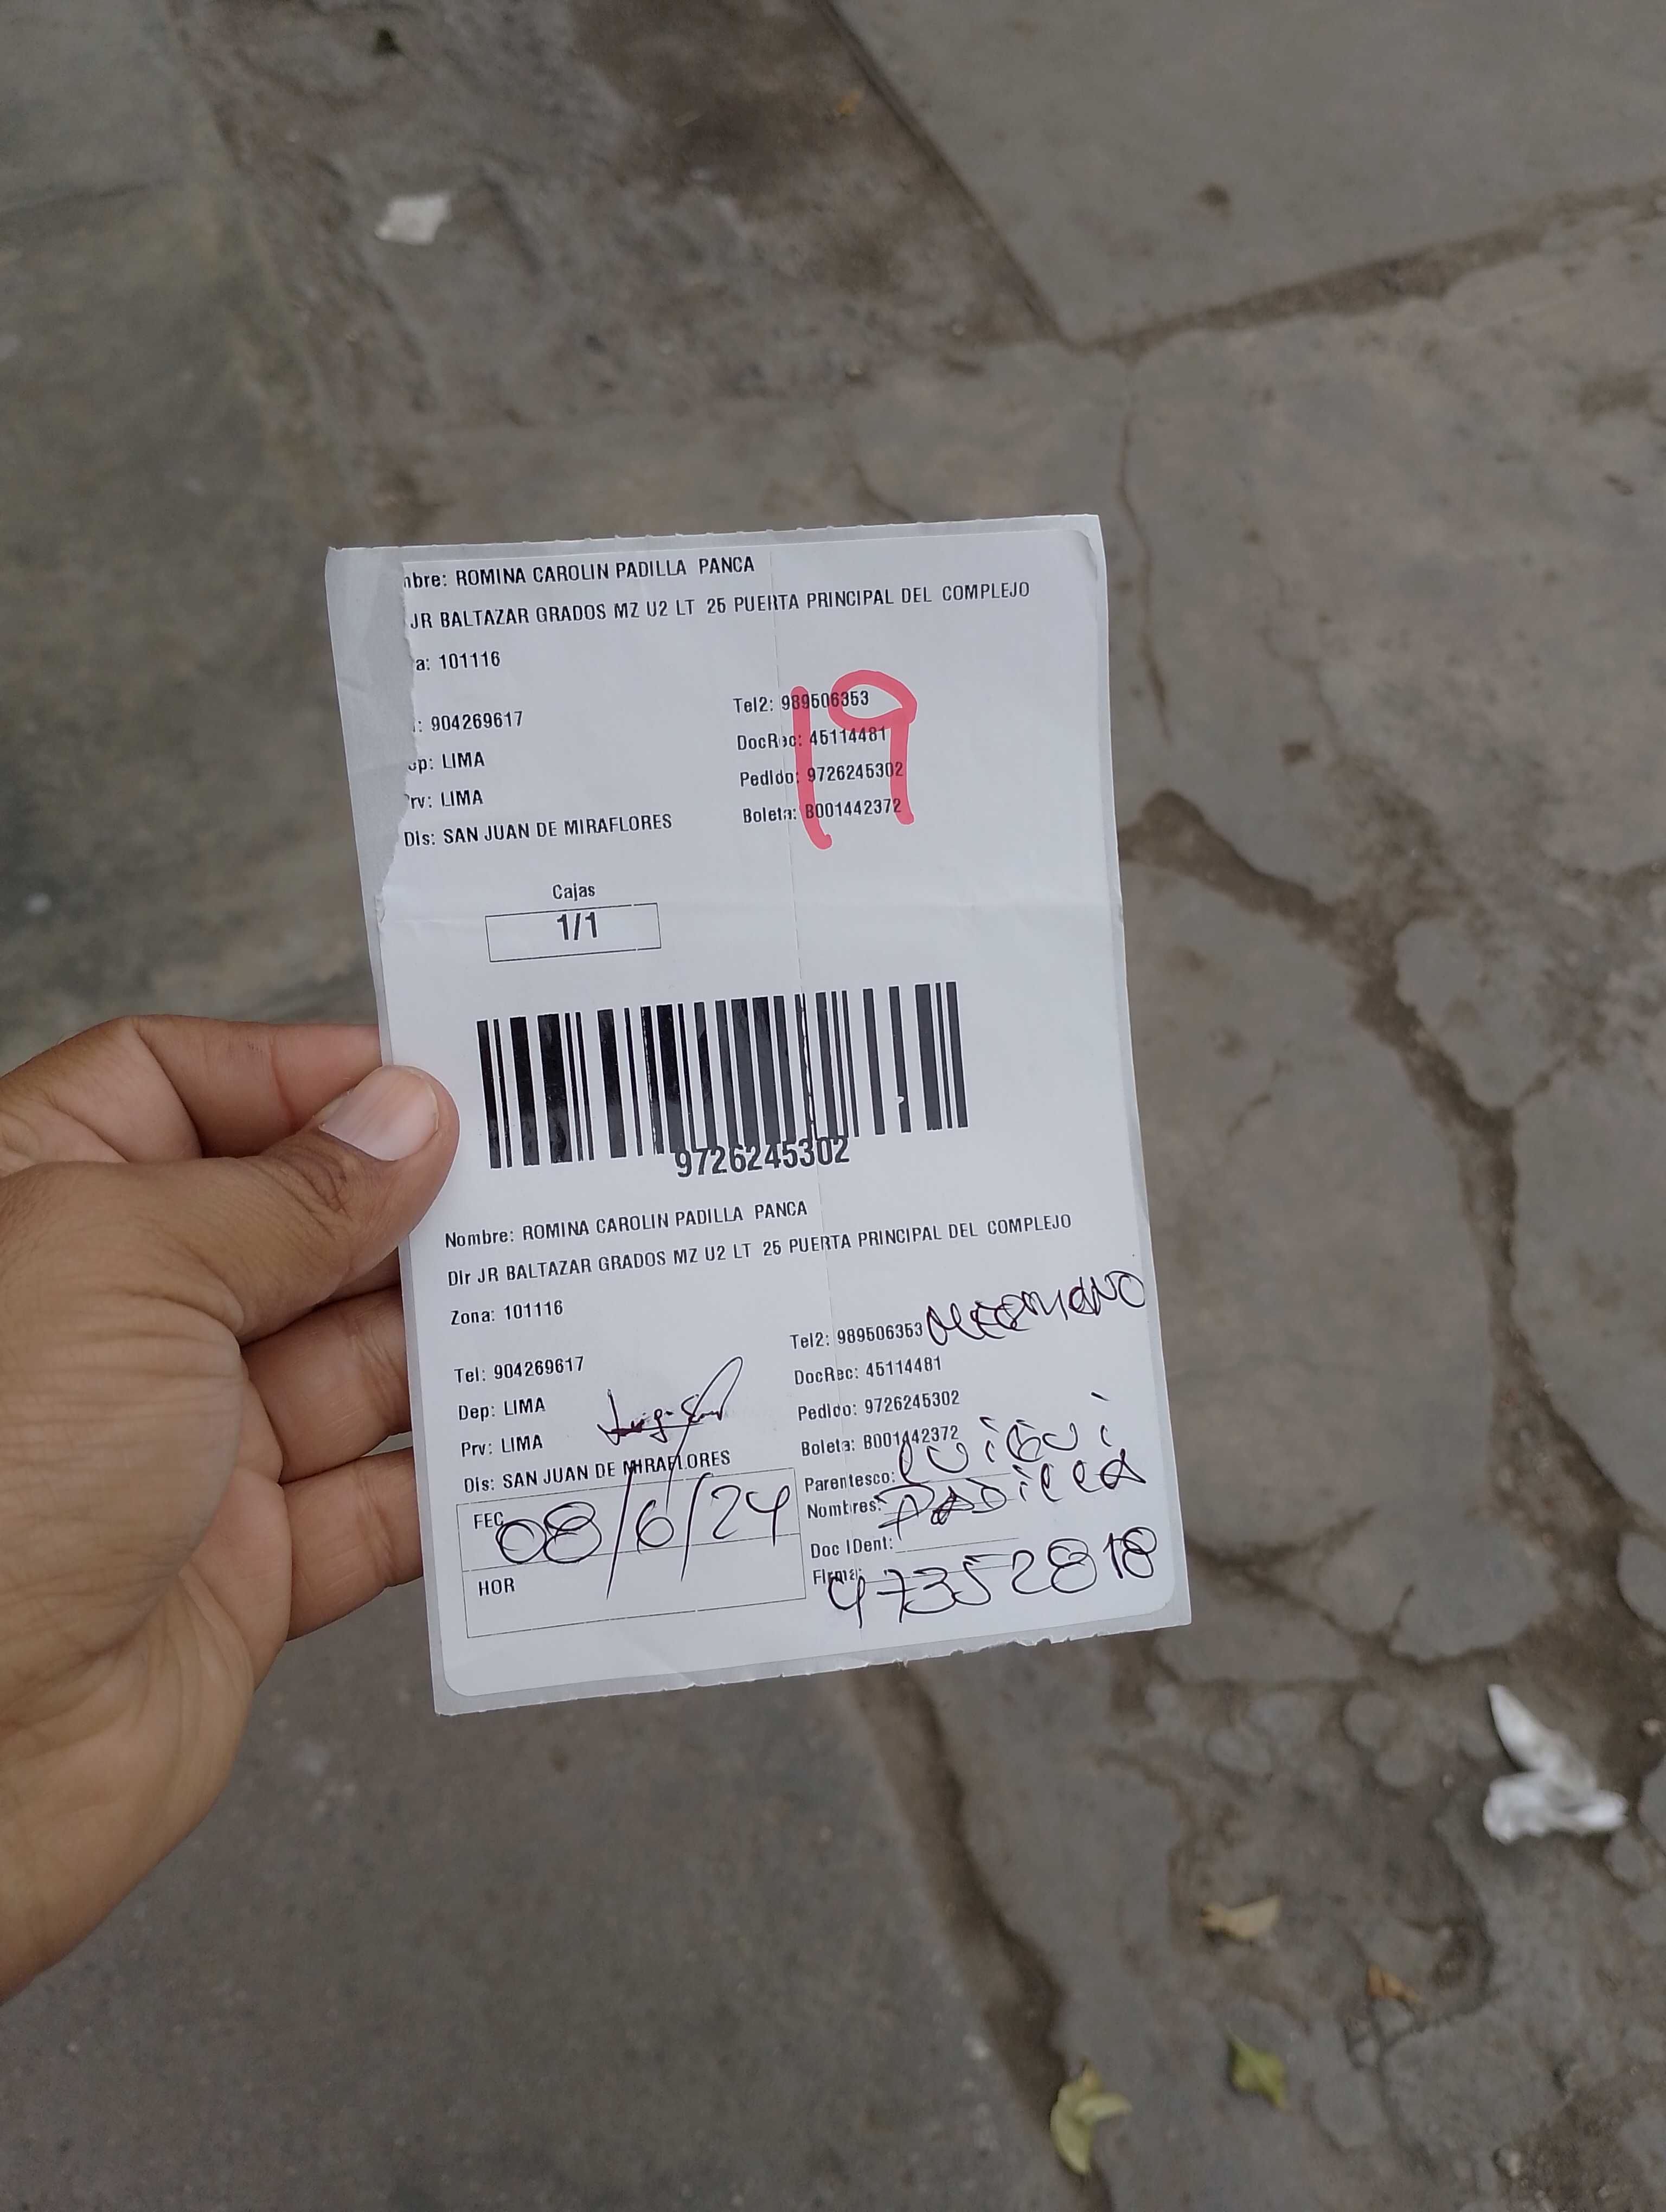 nbre: ROMINA CAROLIN PADILLA PANCA
JR BALTAZAR GRADOS MZ U2 LT 25 PUERTA PRINCIPAL DEL COMPLEJO
a: 101116
: 904269617
Tel2: 989506353
19
DocRec: 45114481
ep: LIMA
Pedido: 9726245302
Prv: LIMA
Boleta: B001442372
Dis: SAN JUAN DE MIRAFLORES
Cajas
1/1
9726245302
Nombre: ROMINA CAROLIN PADILLA PANCA
Dir JR BALTAZAR GRADOS MZ U2 LT 25 PUERTA PRINCIPAL DEL COMPLEJO
Zona: 101116
Tel2: 989506353
Tel: 904269617
DocRec: 45114481
Dep: LIMA
Pedido: 9726245302
Prv: LIMA
Boleta: B001442372
Dis: SAN JUAN DE MIRAFLORES
Parentesco:
Nombres: PADilla
FEC 08/6/24
Doc IDent:
HOR
Firma: 47352818